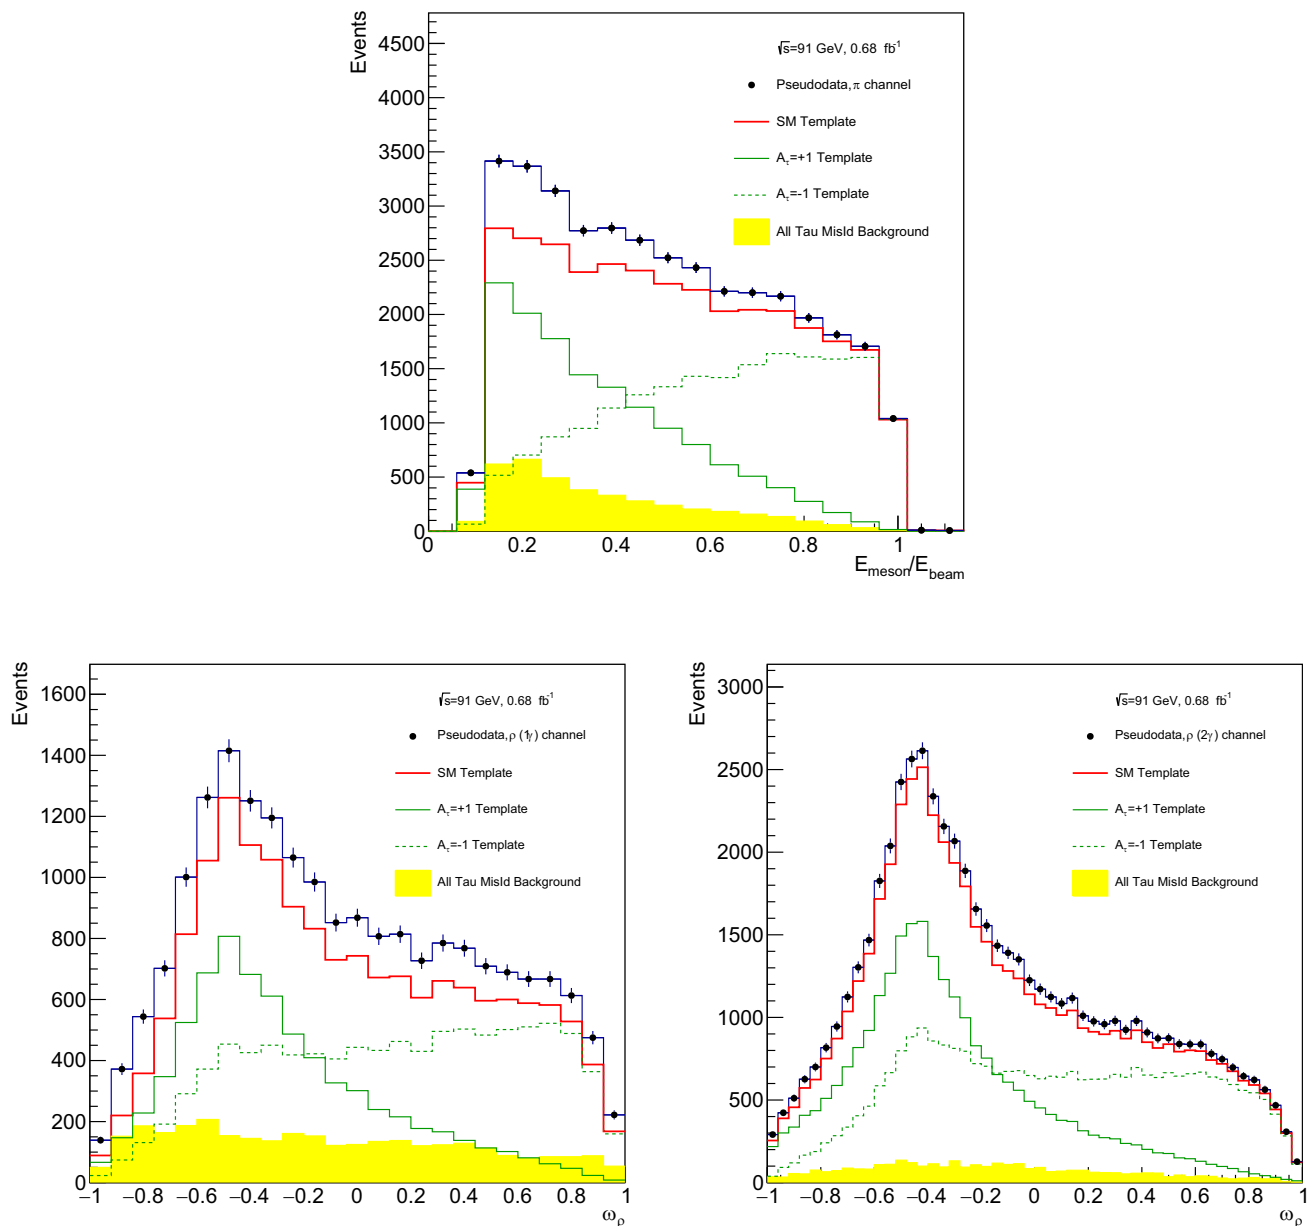 Events
√s=91 GeV, 0.68 fb⁻¹
Pseudodata, π channel
SM Template
A_τ=+1 Template
A_τ=-1 Template
All Tau MisId Background
4500
4000
3500
3000
2500
2000
1500
1000
500
0
0 0.2 0.4 0.6 0.8 1
E_meson/E_beam
Events
√s=91 GeV, 0.68 fb⁻¹
Pseudodata, ρ (1γ) channel
SM Template
A_τ=+1 Template
A_τ=-1 Template
All Tau MisId Background
1600
1400
1200
1000
800
600
400
200
0
−1 −0.8 −0.6 −0.4 −0.2 0 0.2 0.4 0.6 0.8 1
ω_ρ
Events
√s=91 GeV, 0.68 fb⁻¹
Pseudodata, ρ (2γ) channel
SM Template
A_τ=+1 Template
A_τ=-1 Template
All Tau MisId Background
3000
2500
2000
1500
1000
500
0
−1 −0.8 −0.6 −0.4 −0.2 0 0.2 0.4 0.6 0.8 1
ω_ρ